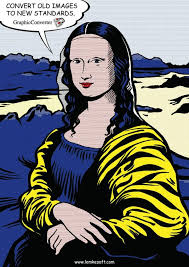 CONVERT OLD IMAGES
TO NEW STANDARDS.
GraphicConverter
www.lemkesoft.com